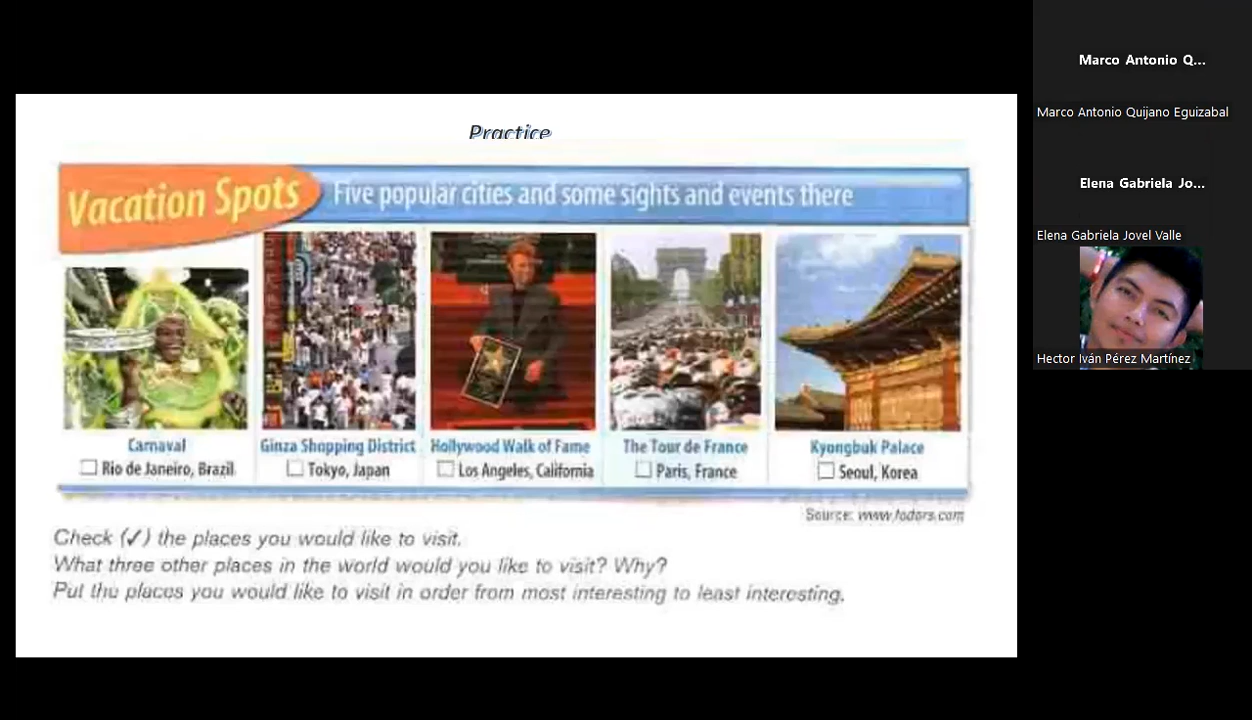 Practice
Vacation Spots
Five popular cities and some sights and events there
Carnaval
Rio de Janeiro, Brazil
Ginza Shopping District
Tokyo, Japan
Hollywood Walk of Fame
Los Angeles, California
The Tour de France
Paris, France
Kyongbuk Palace
Seoul, Korea
Source: www.fodors.com
Check (✓) the places you would like to visit.
What three other places in the world would you like to visit? Why?
Put the places you would like to visit in order from most interesting to least interesting.
Marco Antonio Q...
Marco Antonio Quijano Eguizabal
Elena Gabriela Jo...
Elena Gabriela Jovel Valle
Hector Iván Pérez Martínez